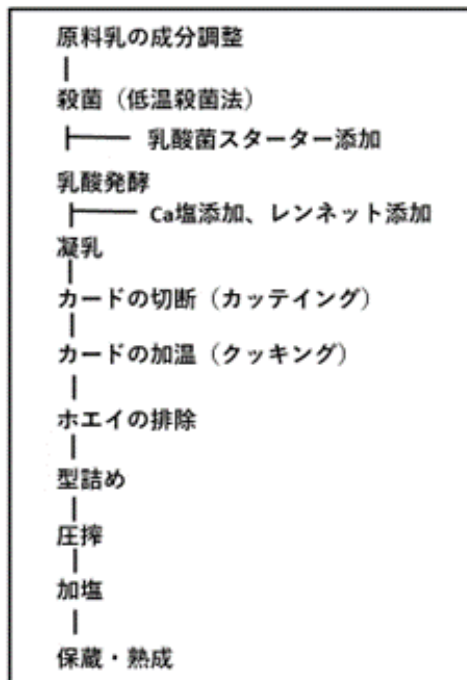 原料乳の成分調整
殺菌（低温殺菌法）
乳酸菌スターター添加
乳酸発酵
Ca塩添加、レンネット添加
凝乳
カードの切断（カッテイング）
カードの加温（クッキング）
ホエイの排除
型詰め
圧搾
加塩
保蔵・熟成